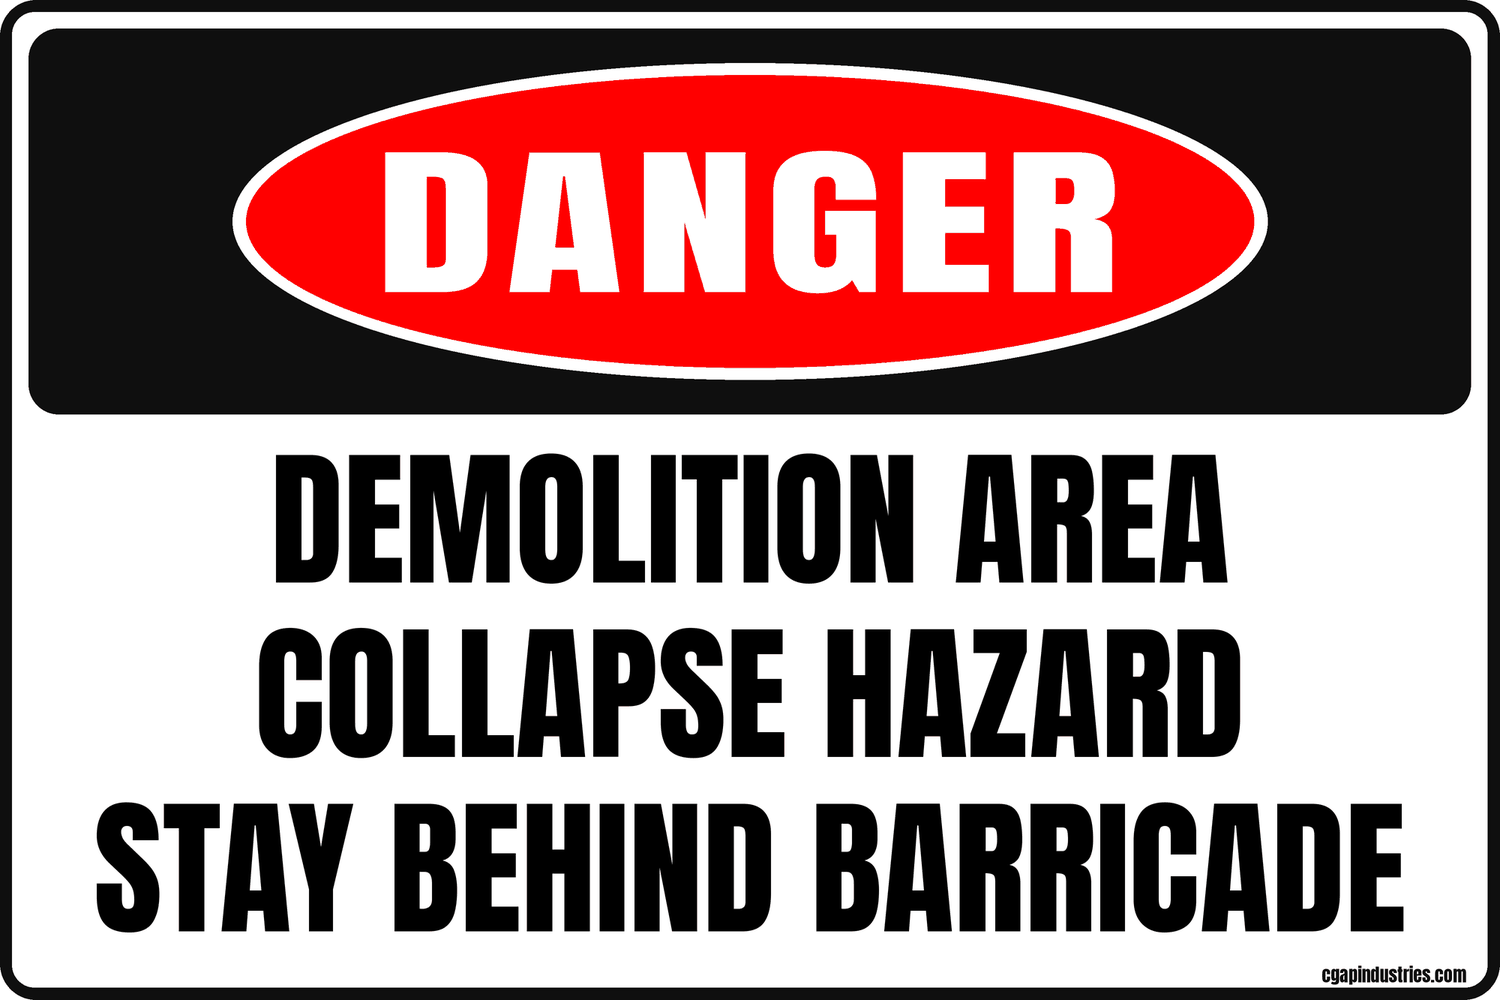 DANGER
DEMOLITION AREA
COLLAPSE HAZARD
STAY BEHIND BARRICADE
cgapindustries.com